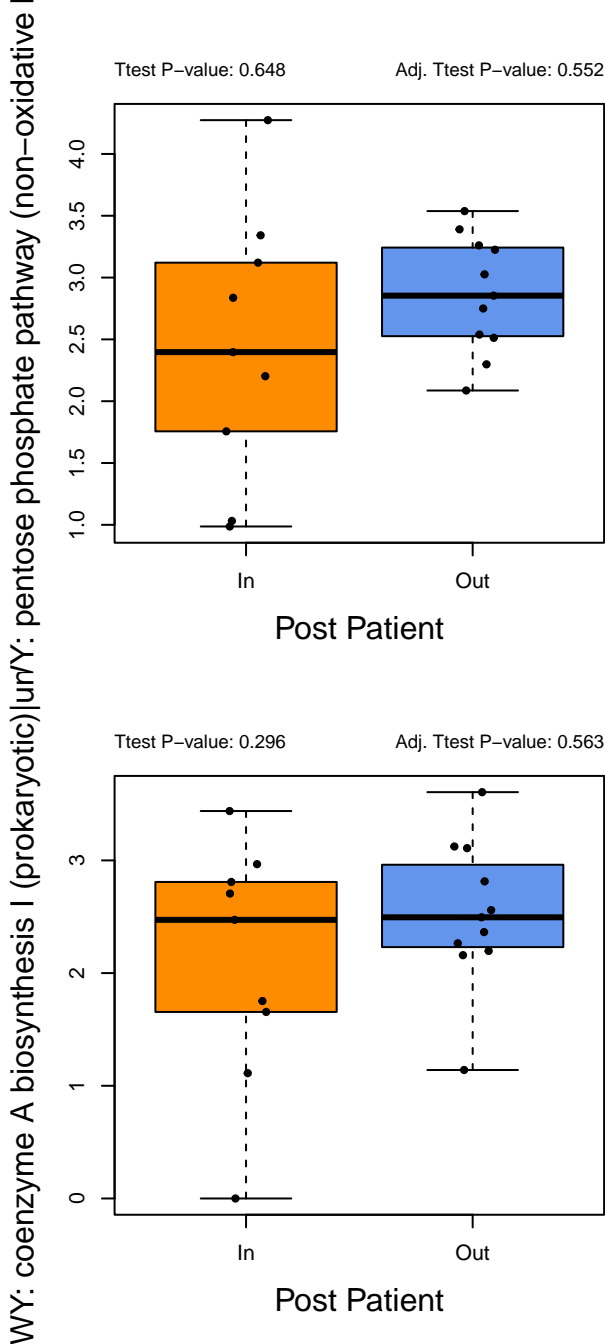 Ttest P−value: 0.648
Adj. Ttest P−value: 0.552
Y: pentose phosphate pathway (non−oxidative
4.0
3.5
3.0
2.5
2.0
1.5
1.0
In
Out
Post Patient
Ttest P−value: 0.296
Adj. Ttest P−value: 0.563
WY: coenzyme A biosynthesis I (prokaryotic)|un
3
2
1
0
In
Out
Post Patient